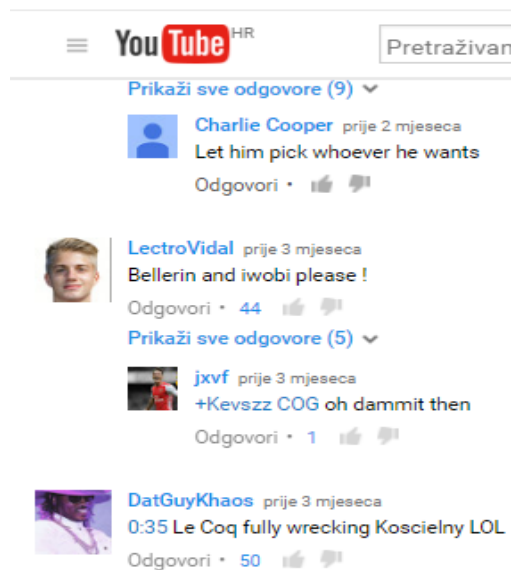 YouTube HR
Pretraživan
Prikaži sve odgovore (9)
Charlie Cooper prije 2 mjeseca
Let him pick whoever he wants
Odgovori •
LectroVidal prije 3 mjeseca
Bellerin and iwobi please !
Odgovori • 44
Prikaži sve odgovore (5)
jxvf prije 3 mjeseca
+Kevszz COG oh dammit then
Odgovori • 1
DatGuyKhaos prije 3 mjeseca
0:35 Le Coq fully wrecking Koscielny LOL
Odgovori • 50